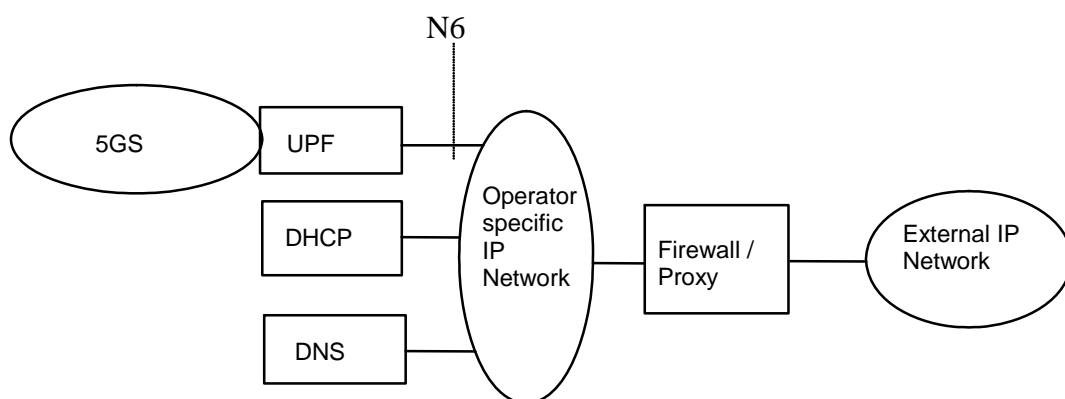 N6
5GS
UPF
DHCP
DNS
Operator
specific
IP
Network
Firewall /
Proxy
External IP
Network